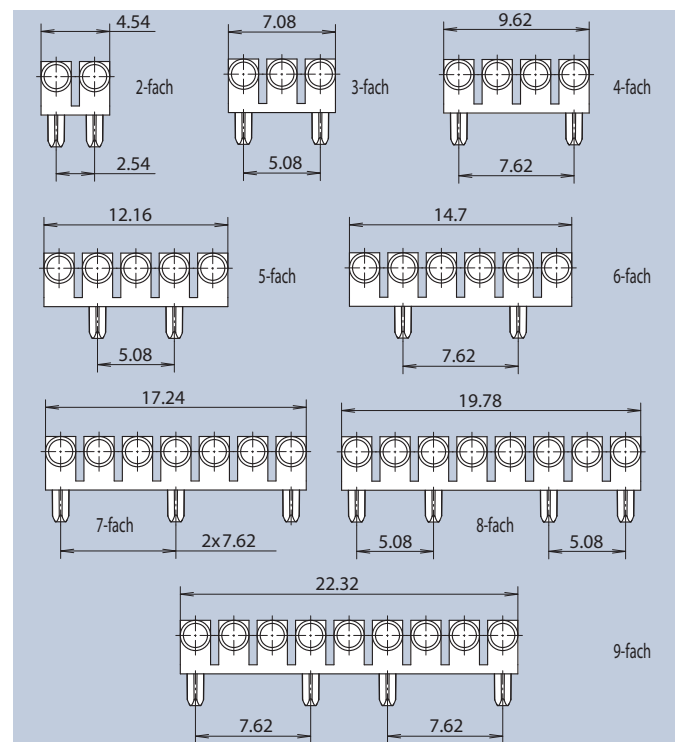 4.54
2-fach
2.54
7.08
3-fach
5.08
9.62
4-fach
7.62
12.16
5-fach
5.08
14.7
6-fach
7.62
17.24
7-fach
2x7.62
19.78
8-fach
5.08
5.08
22.32
9-fach
7.62
7.62